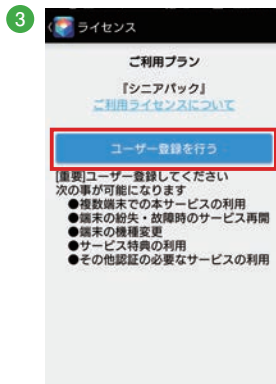 3
ライセンス
ご利用プラン
『シニアパック』
ご利用ライセンスについて
ユーザー登録を行う
[重要]ユーザー登録してください
次の事が可能になります
●複数端末での本サービスの利用
●端末の紛失・故障時のサービス再開
●端末の機種変更
●サービス特典の利用
●その他認証の必要なサービスの利用